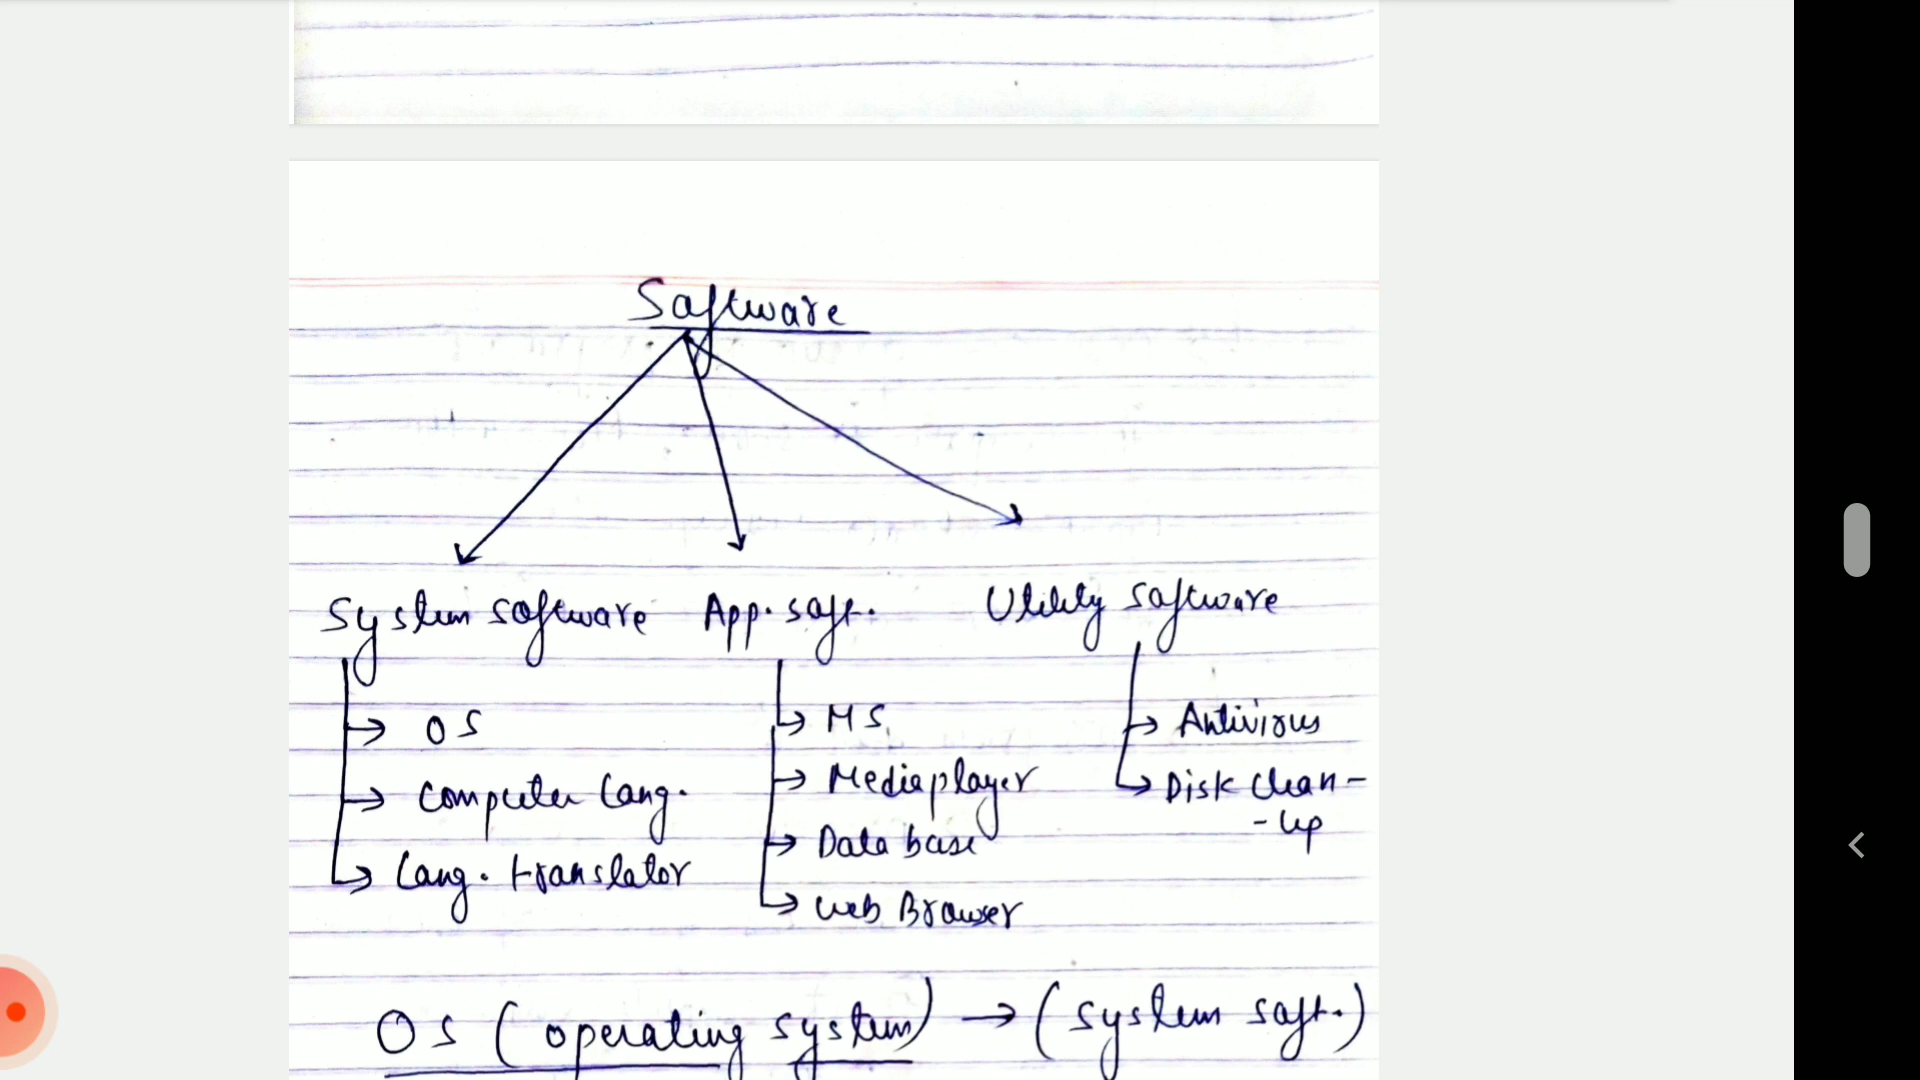 Software
System software App. soft. Utility software
OS
Computer lang.
Lang. translator
MS
Mediaplayer
Data base
Web Browser
Antivirus
Disk clean-
-up
OS (operating system) → (system soft.)